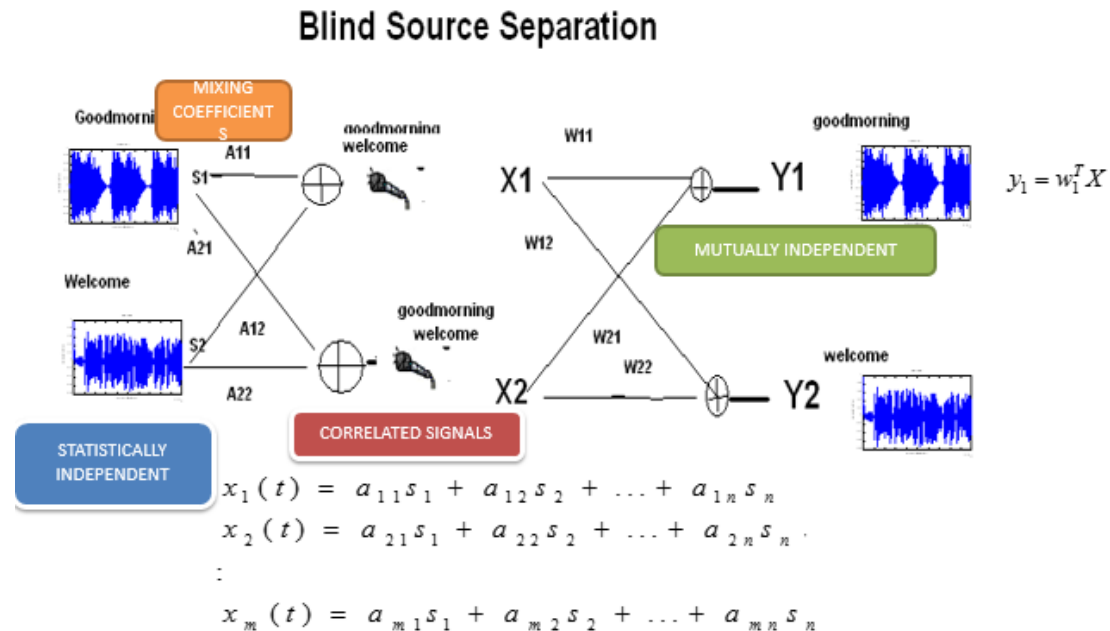 Blind Source Separation
MIXING
COEFFICIENT
S
Goodmorni
A11
S1
A21
goodmorning
welcome
Welcome
S2
A12
A22
goodmorning
welcome
STATISTICALLY
INDEPENDENT
CORRELATED SIGNALS
X1
W11
W12
Y1
goodmorning
y₁ = w₁ᵀ X
MUTUALLY INDEPENDENT
W21
W22
X2
Y2
welcome
x₁(t) = a₁₁s₁ + a₁₂s₂ + ... + a₁ₙsₙ
x₂(t) = a₂₁s₁ + a₂₂s₂ + ... + a₂ₙsₙ .
:
xₘ(t) = aₘ₁s₁ + aₘ₂s₂ + ... + aₘₙsₙ